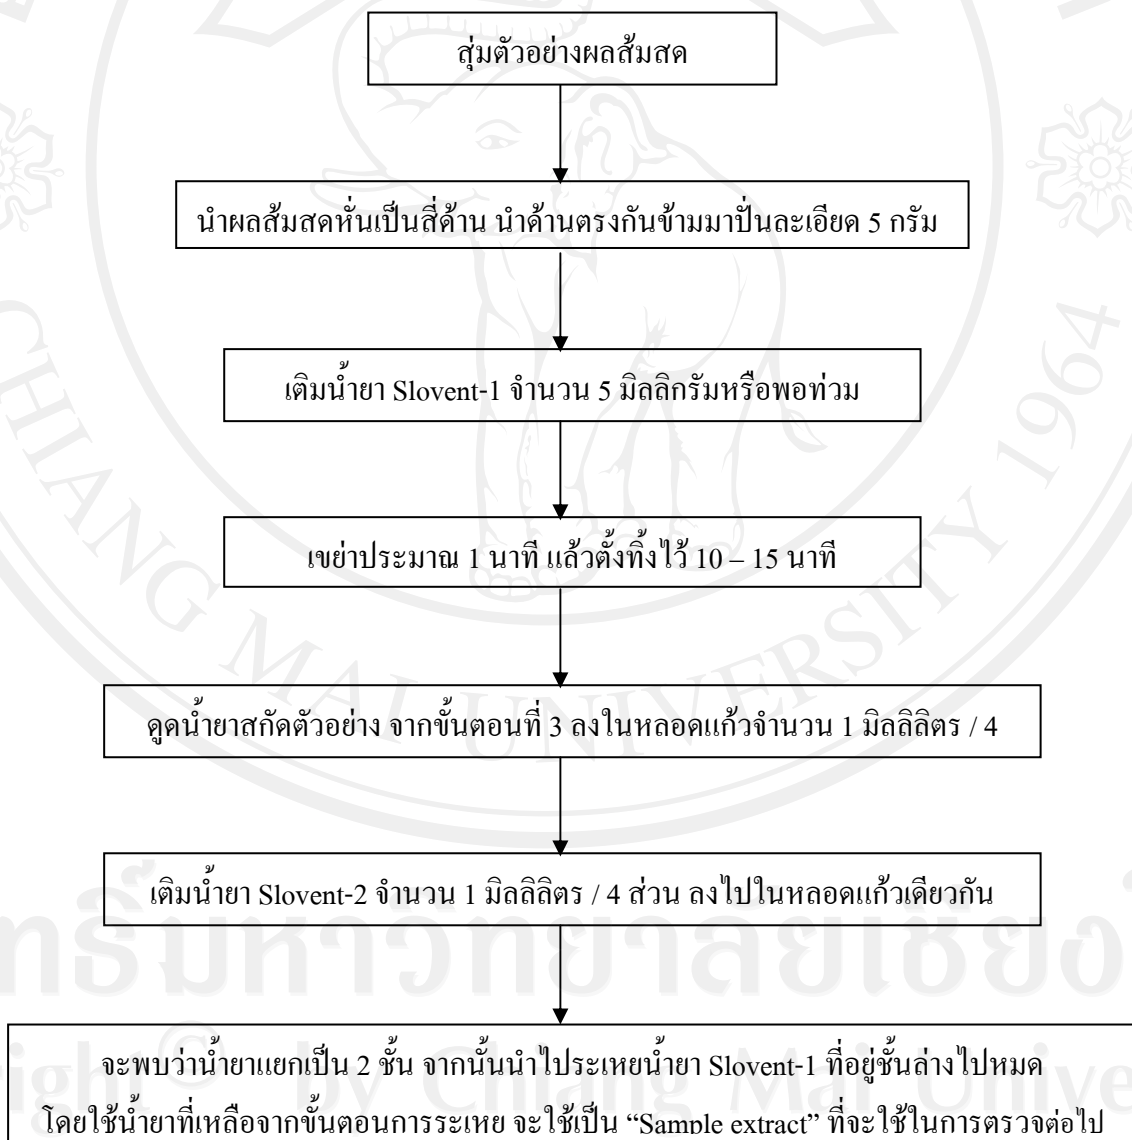 สุ่มตัวอย่างผลส้มสด
นำผลส้มสดหั่นเป็นสี่ด้าน นำด้านตรงกันข้ามมาปั่นละเอียด 5 กรัม
เติมน้ำยา Slovent-1 จำนวน 5 มิลลิกรัมหรือพอท่วม
เขย่าประมาณ 1 นาที แล้วตั้งทิ้งไว้ 10 – 15 นาที
ดูดน้ำยาสกัดตัวอย่าง จากขั้นตอนที่ 3 ลงในหลอดแก้วจำนวน 1 มิลลิลิตร / 4
เติมน้ำยา Slovent-2 จำนวน 1 มิลลิลิตร / 4 ส่วน ลงไปในหลอดแก้วเดียวกัน
จะพบว่าน้ำยาแยกเป็น 2 ชั้น จากนั้นนำไประเหยน้ำยา Slovent-1 ที่อยู่ชั้นล่างไปหมด
โดยใช้น้ำยาที่เหลือจากขั้นตอนการระเหย จะใช้เป็น “Sample extract” ที่จะใช้ในการตรวจต่อไป
CHIANG MAI UNIVERSITY 1964
by Chiang Mai Unive